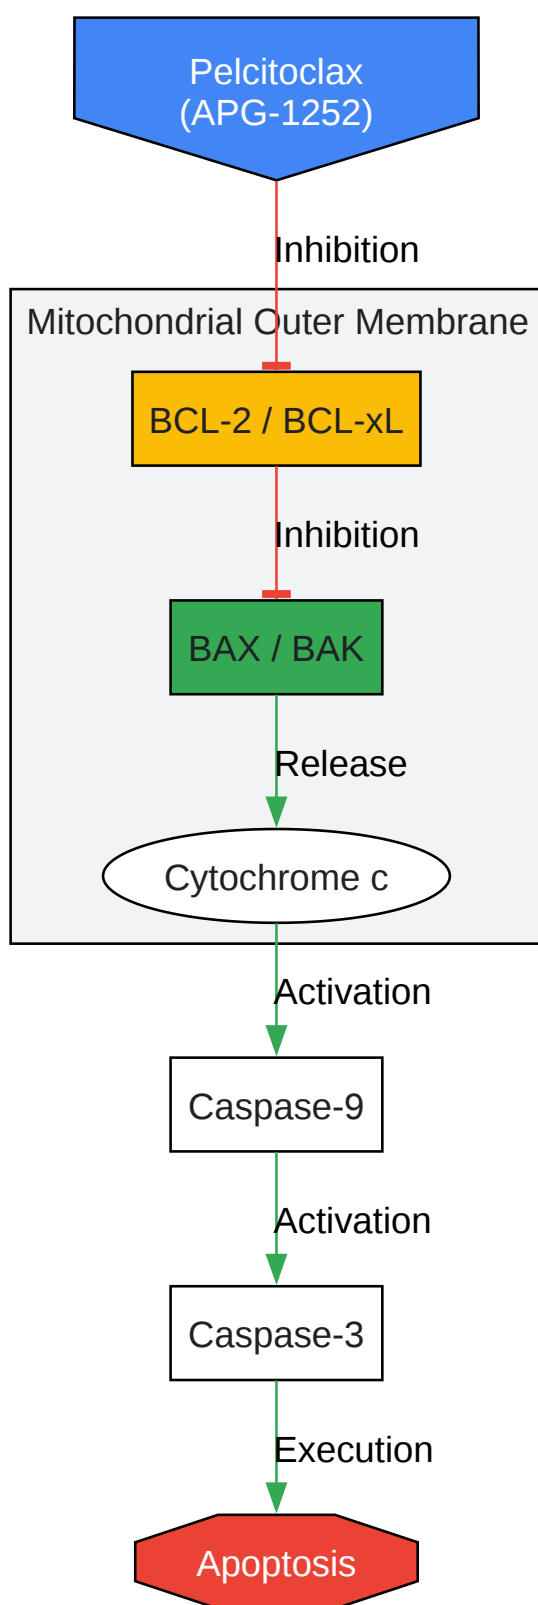 Pelcitoclax
(APG-1252)
Inhibition
Mitochondrial Outer Membrane
BCL-2 / BCL-xL
Inhibition
BAX / BAK
Release
Cytochrome c
Activation
Caspase-9
Activation
Caspase-3
Execution
Apoptosis